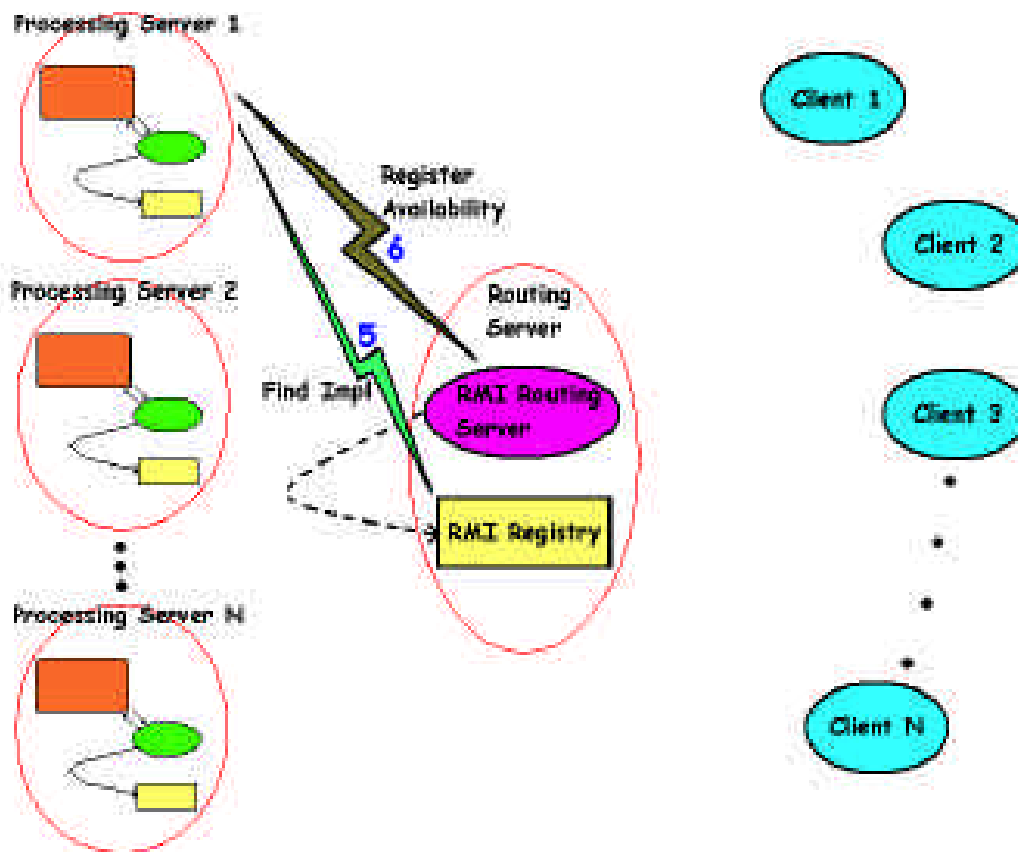 Processing Server 1
Client 1
Register
Availability
6
Client 2
Processing Server 2
Routing
Server
5
Find Impl
RMI Routing
Server
Client 3
RMI Registry
Processing Server N
Client N